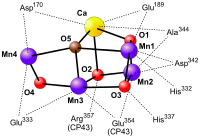 Asp170
Glu189
Ca
Ala344
O5
O1
Mn4
Mn1
Asp342
O2
Mn2
O4
His332
Mn3
O3
Glu333
Arg357
(CP43)
Glu354
(CP43)
His337